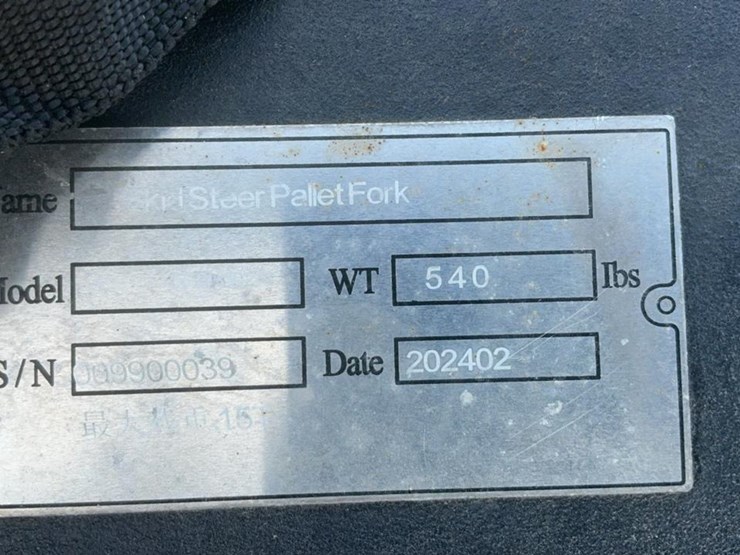 ame Skid Steer Pallet Fork
Model WT 540 lbs
S/N 009900039 Date 202402
最大